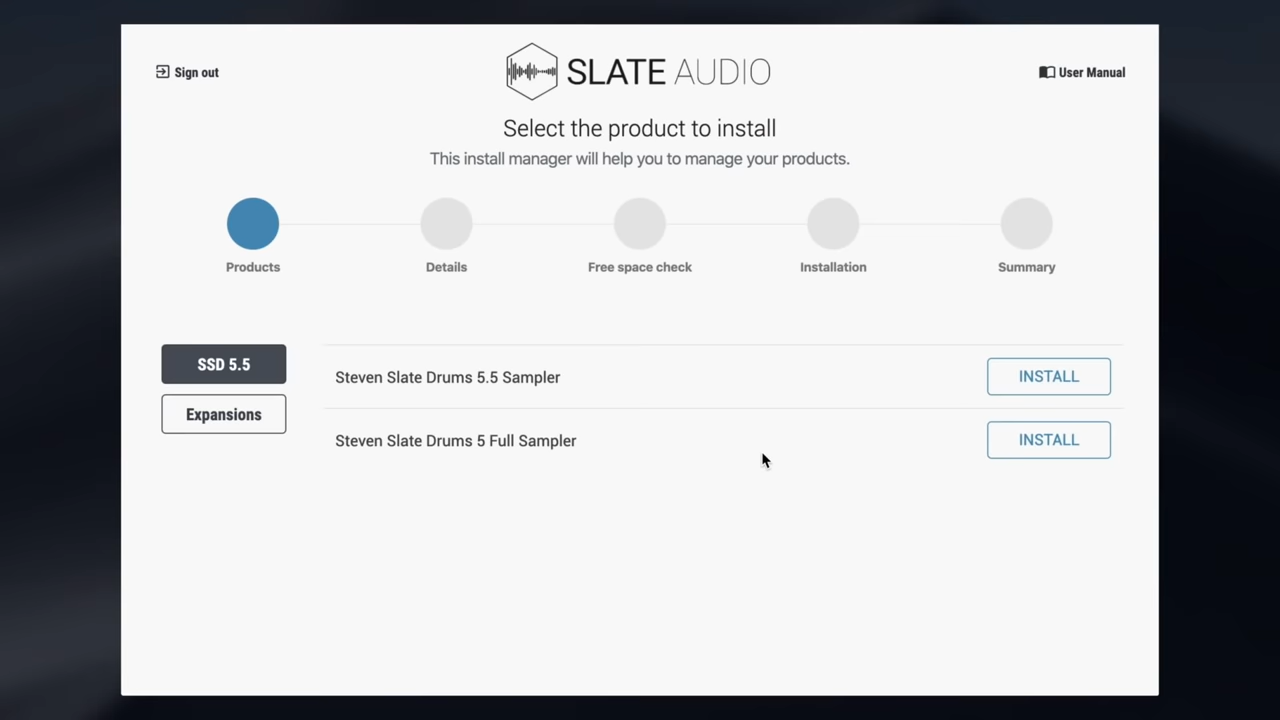 Sign out
SLATE AUDIO
User Manual
Select the product to install
This install manager will help you to manage your products.
Products
Details
Free space check
Installation
Summary
SSD 5.5
Expansions
Steven Slate Drums 5.5 Sampler
INSTALL
Steven Slate Drums 5 Full Sampler
INSTALL